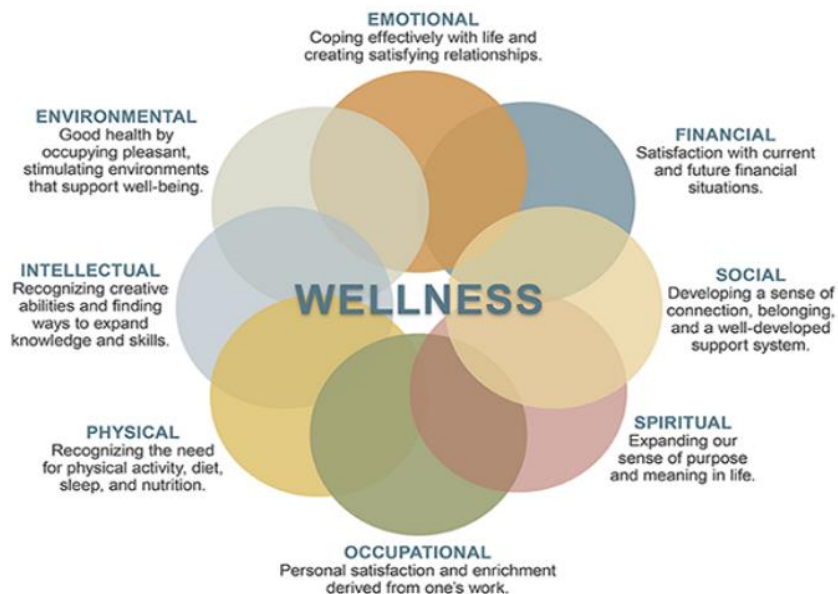 EMOTIONAL
Coping effectively with life and
creating satisfying relationships.
ENVIRONMENTAL
Good health by
occupying pleasant,
stimulating environments
that support well-being.
FINANCIAL
Satisfaction with current
and future financial
situations.
INTELLECTUAL
Recognizing creative
abilities and finding
ways to expand
knowledge and skills.
WELLNESS
SOCIAL
Developing a sense of
connection, belonging,
and a well-developed
support system.
PHYSICAL
Recognizing the need
for physical activity, diet,
sleep, and nutrition.
SPIRITUAL
Expanding our
sense of purpose
and meaning in life.
OCCUPATIONAL
Personal satisfaction and enrichment
derived from one's work.